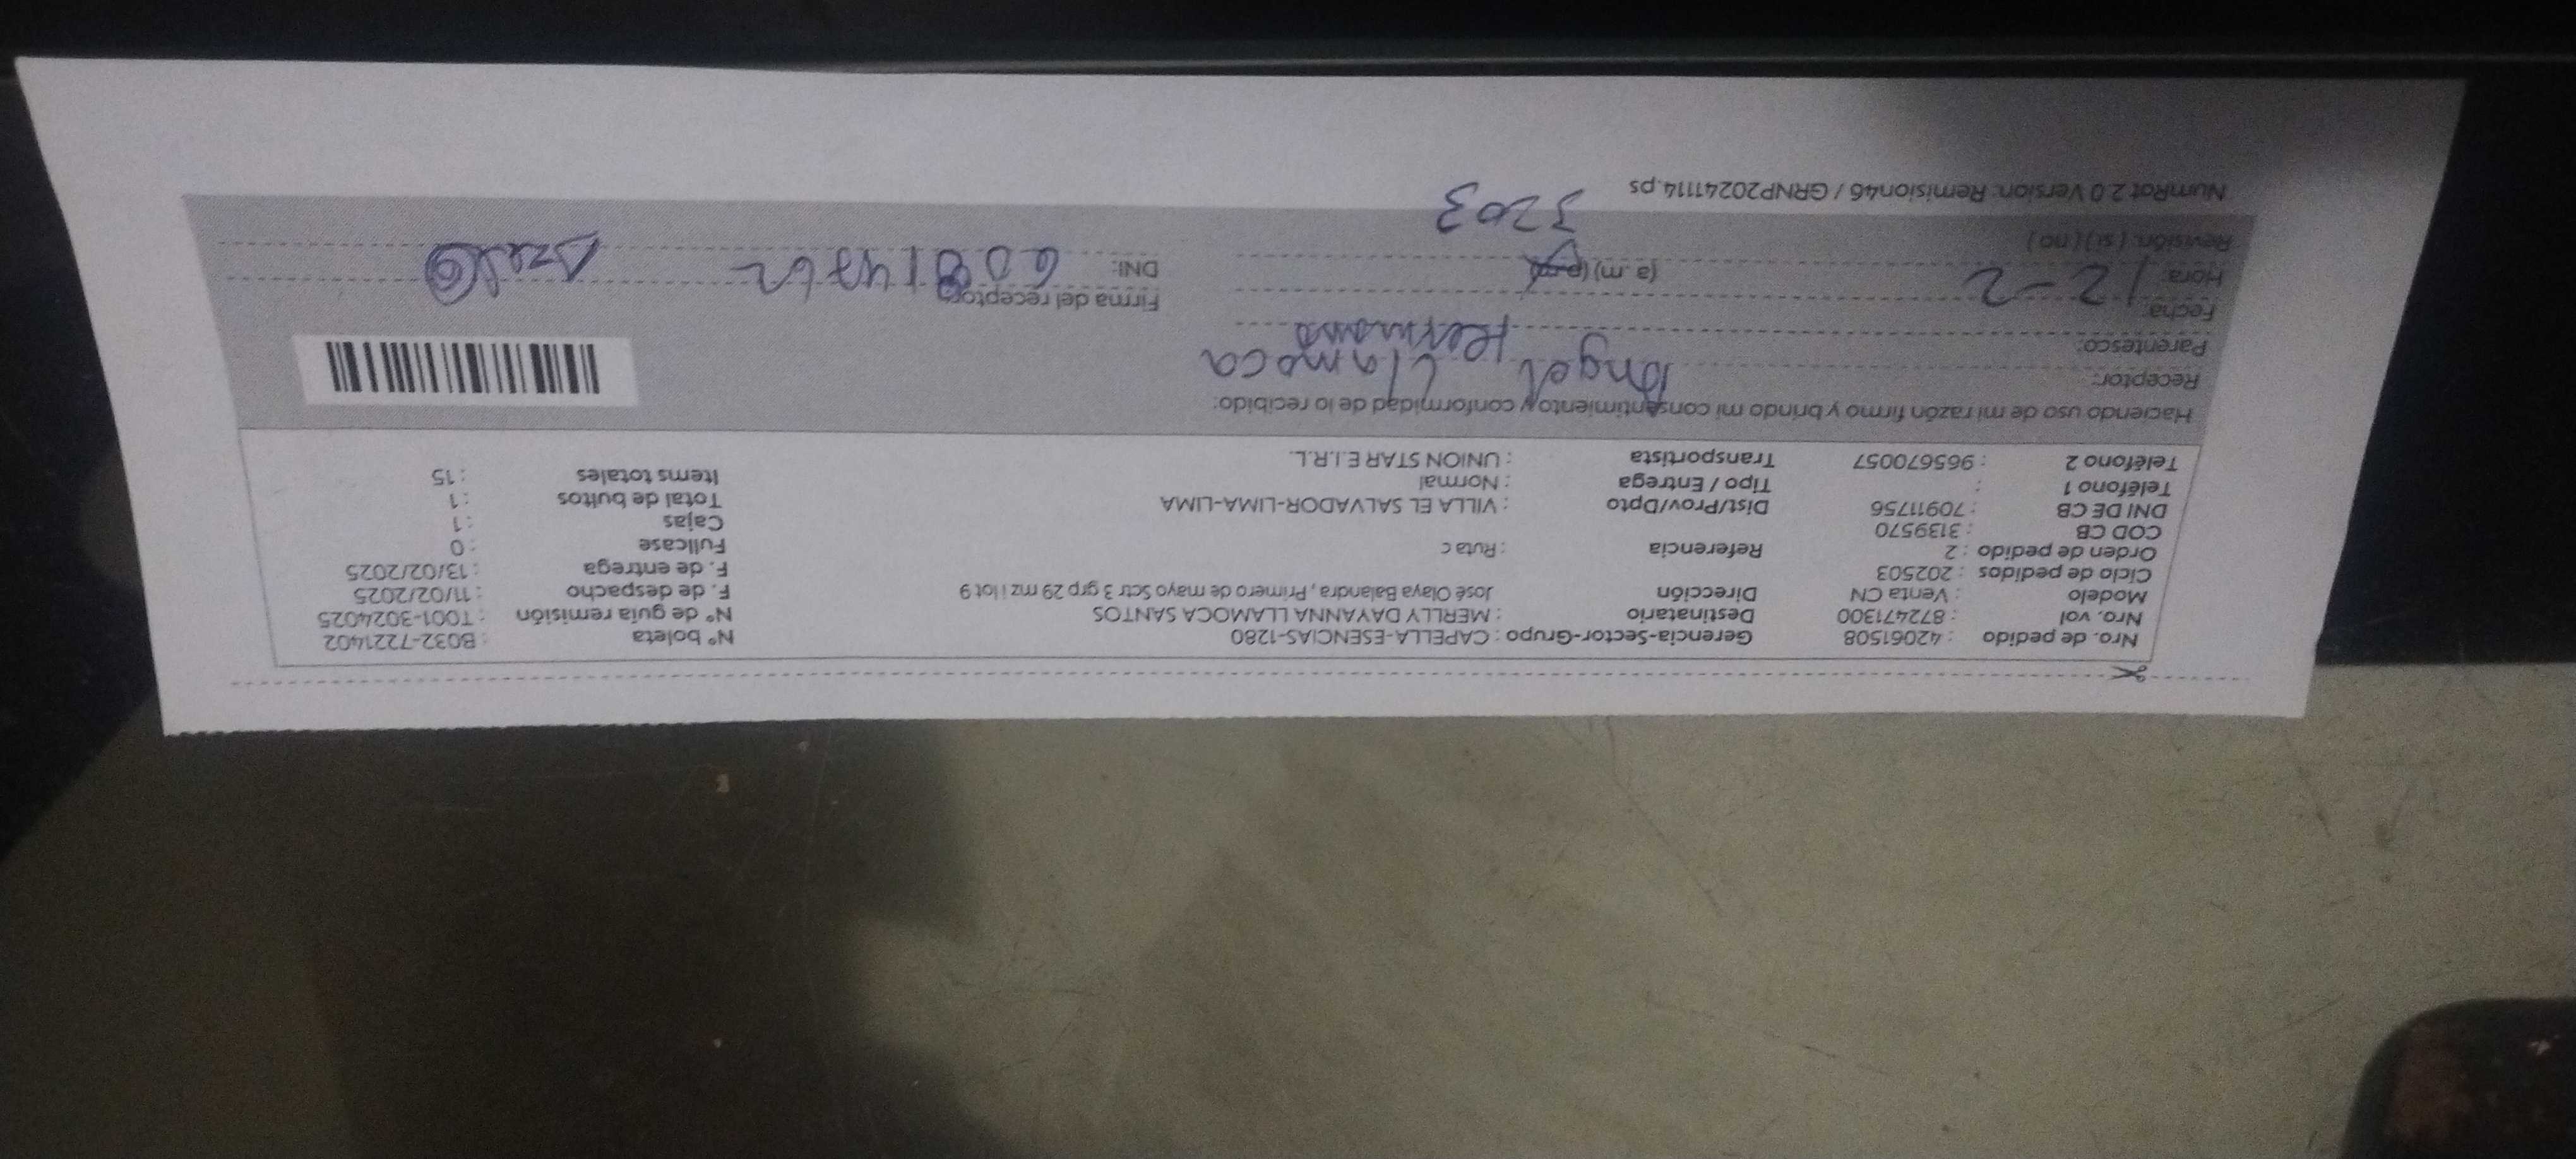 Nro. de pedido : 42061508 Gerencia-Sector-Grupo : CAPELLA-ESENCIAS-1280 N° boleta : B032-7221402
Nro. vol : 872471300 Destinatario : MERLLY DAYANNA LLAMOCA SANTOS N° de guía remisión : T001-3024025
Modelo : Venta CN Dirección José Olaya Balandra, Primero de mayo Sctr 3 grp 29 mz i lot 9 F. de despacho : 11/02/2025
Ciclo de pedidos : 202503 F. de entrega : 13/02/2025
Orden de pedido : 2 Referencia : Ruta c Fullcase : 0
COD CB : 3139570 Cajas : 1
DNI DE CB : 70911756 Dist/Prov/Dpto : VILLA EL SALVADOR-LIMA-LIMA Total de bultos : 1
Teléfono 1 : Tipo / Entrega : Normal Items totales : 15
Teléfono 2 : 965670057 Transportista : UNION STAR E.I.R.L.
Haciendo uso de mi razón firmo y brindo mi consentimiento y conformidad de lo recibido:
Receptor: Angel Llamoca
Parentesco: Hermano
Fecha: 12-2 Firma del receptor:
Hora: (a. m) (p. m) DNI:
Revisión: ( si ) ( no )
3203
NumRot 2.0 Version: Remision46 / GRNP20241114.ps